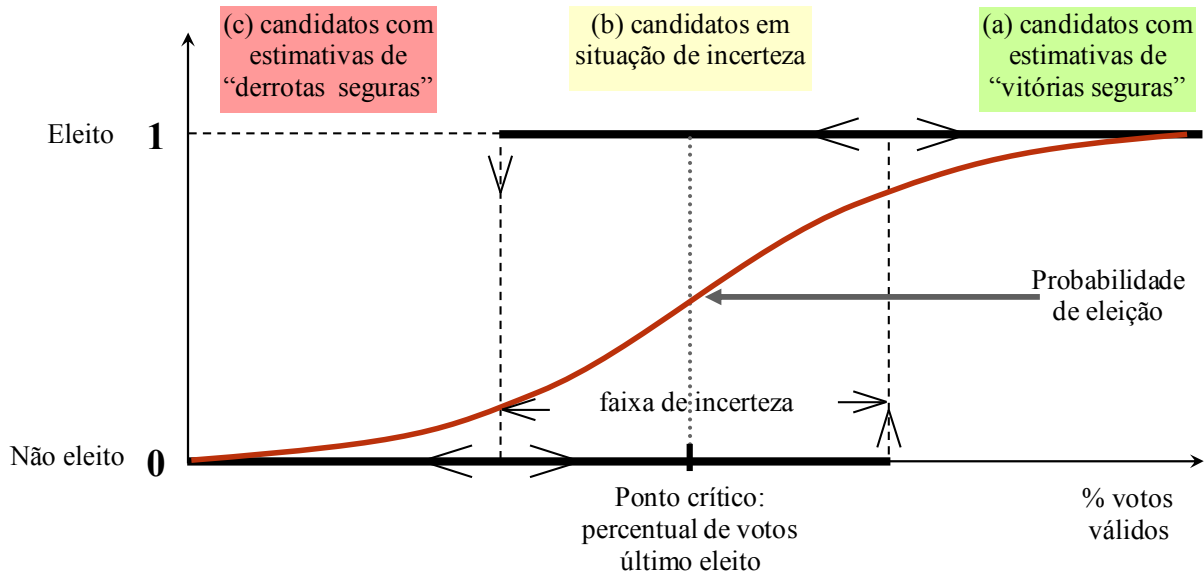 (c) candidatos com
estimativas de
“derrotas seguras”
(b) candidatos em
situação de incerteza
(a) candidatos com
estimativas de
“vitórias seguras”
Eleito 1
Probabilidade
de eleição
faixa de incerteza
Não eleito 0
Ponto crítico:
percentual de votos
último eleito
% votos
válidos